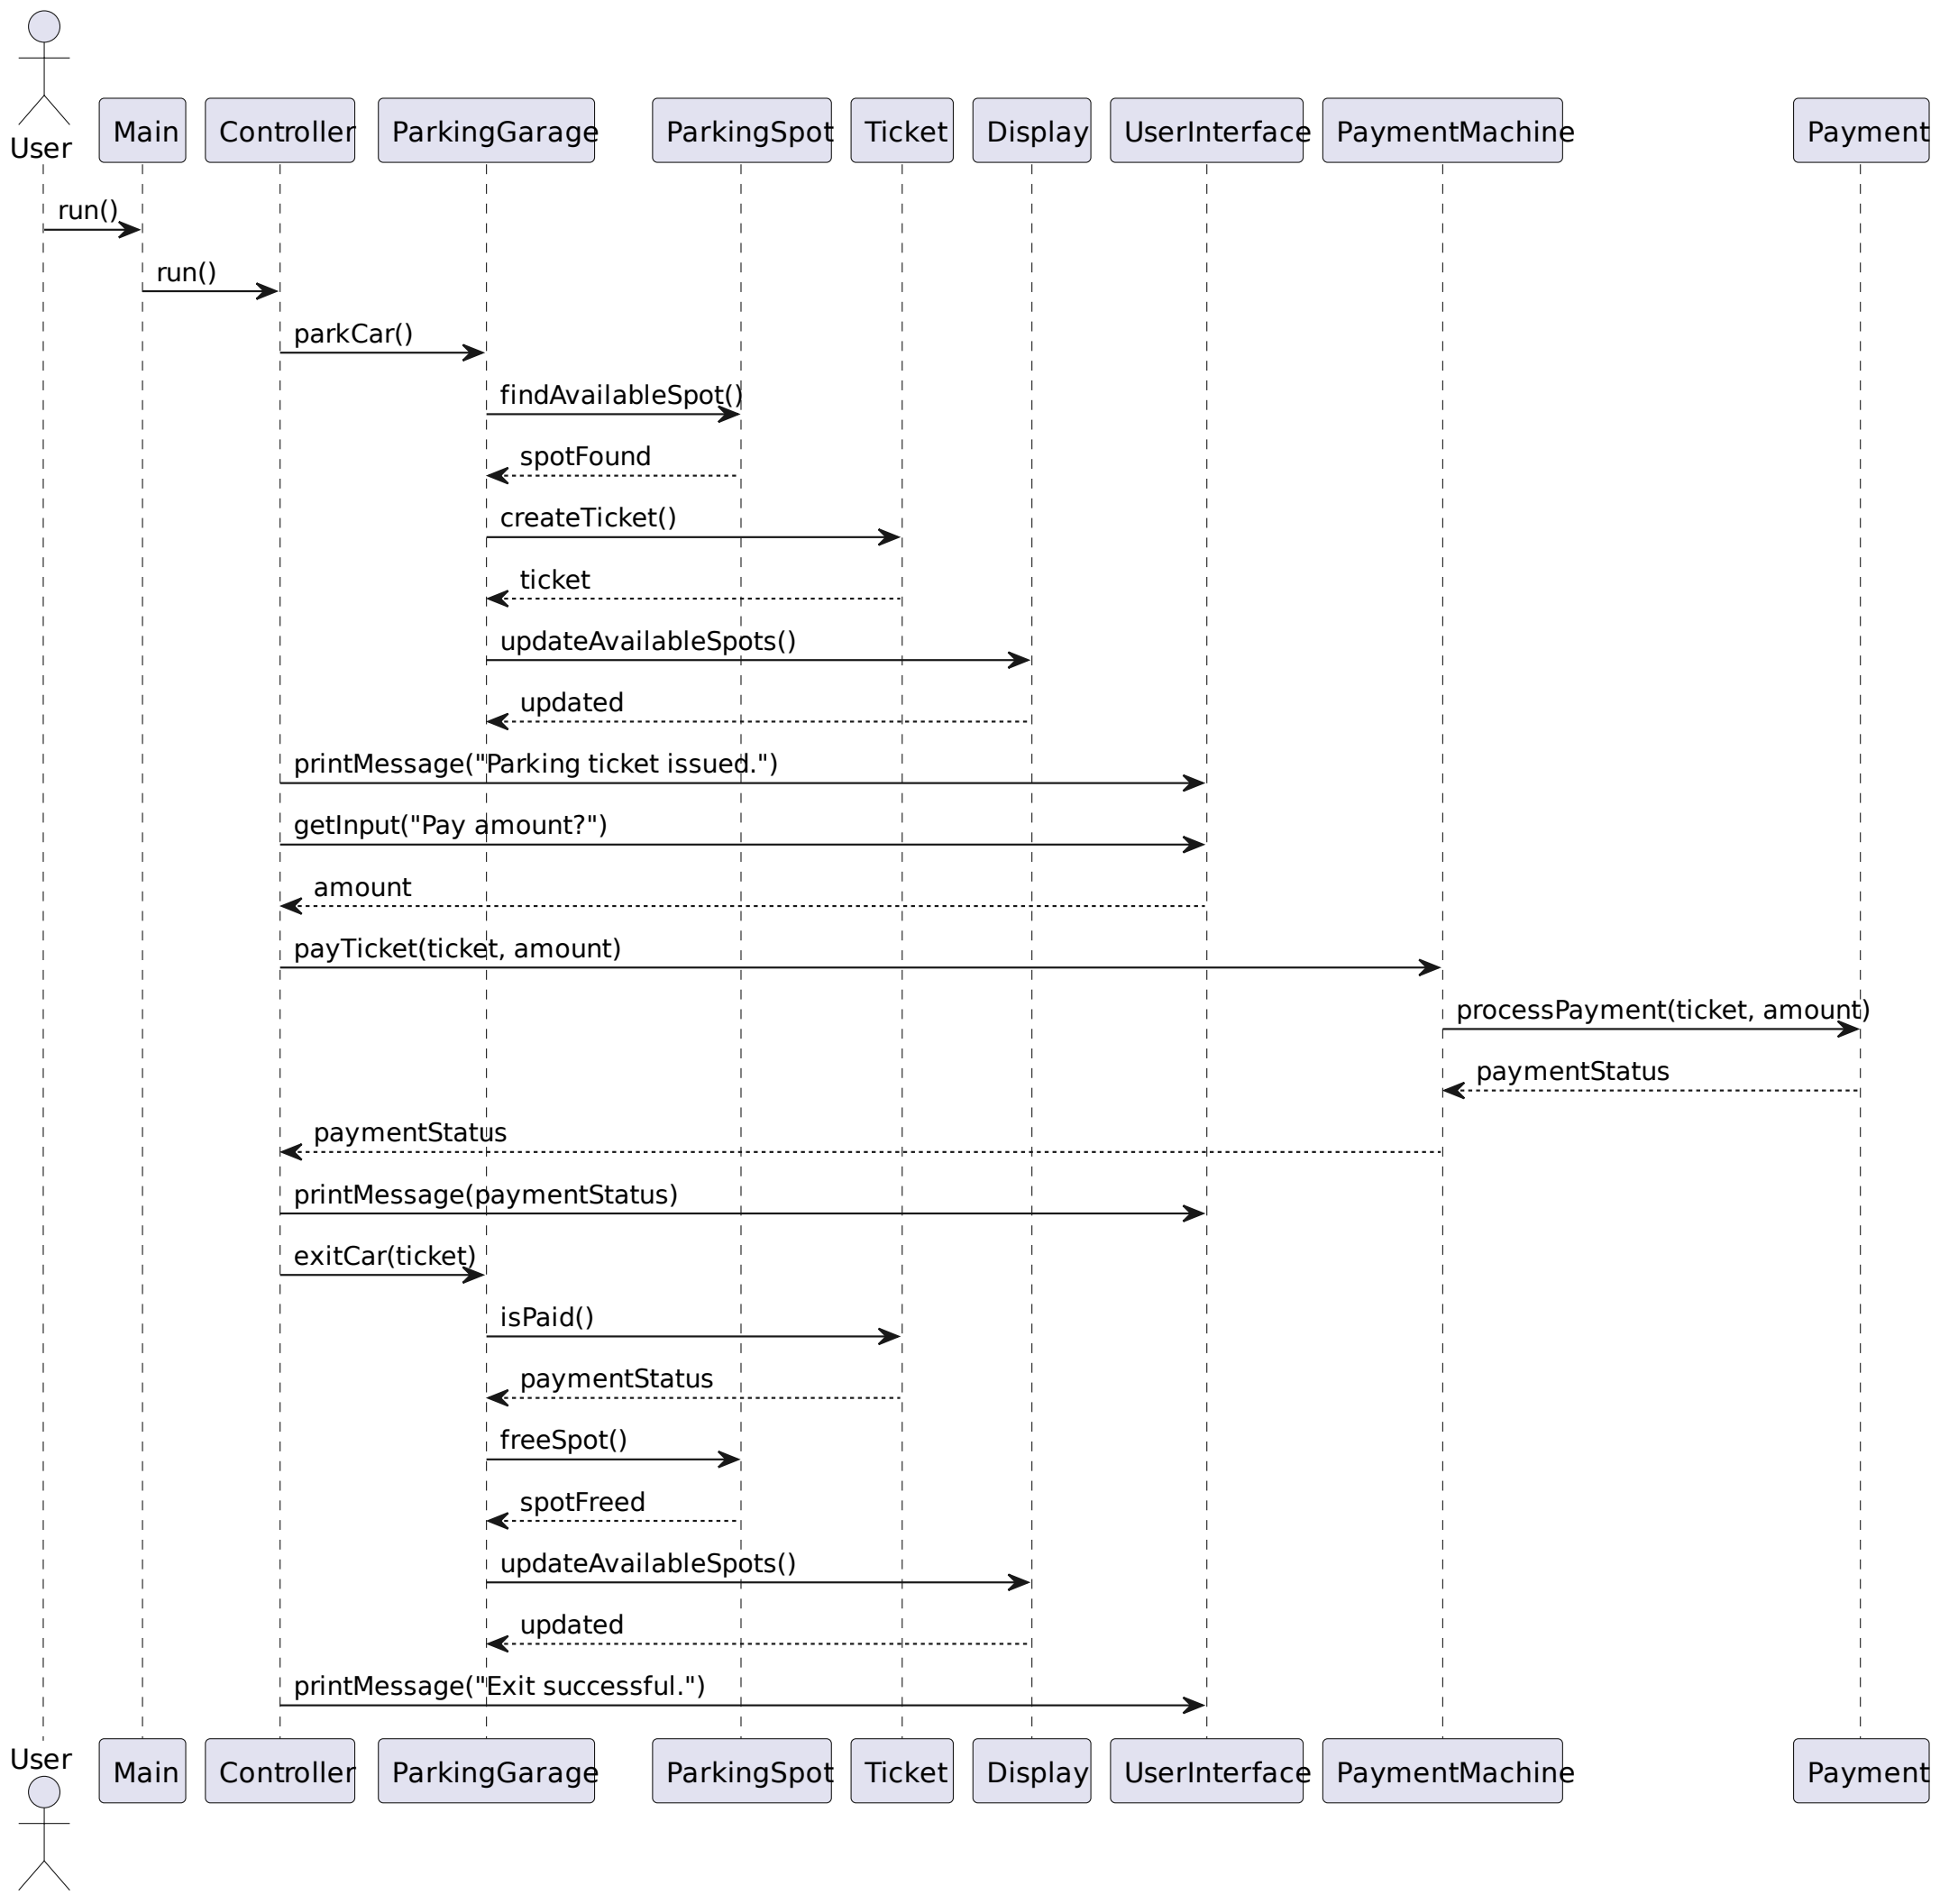 User
Main
Controller
ParkingGarage
ParkingSpot
Ticket
Display
UserInterface
PaymentMachine
Payment
run()
run()
parkCar()
findAvailableSpot()
spotFound
createTicket()
ticket
updateAvailableSpots()
updated
printMessage("Parking ticket issued.")
getInput("Pay amount?")
amount
payTicket(ticket, amount)
processPayment(ticket, amount)
paymentStatus
paymentStatus
printMessage(paymentStatus)
exitCar(ticket)
isPaid()
paymentStatus
freeSpot()
spotFreed
updateAvailableSpots()
updated
printMessage("Exit successful.")
User
Main
Controller
ParkingGarage
ParkingSpot
Ticket
Display
UserInterface
PaymentMachine
Payment